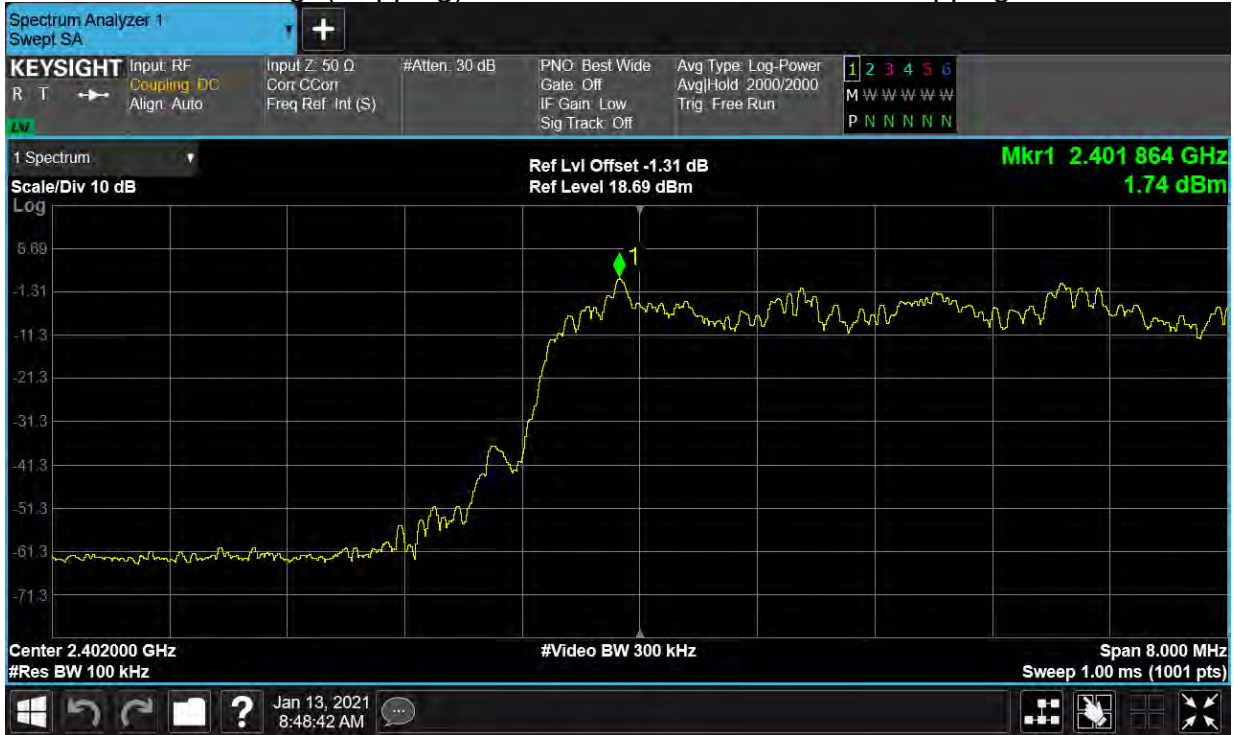 Spectrum Analyzer 1
Swept SA
+
KEYSIGHT Input: RF Input Z: 50 Ω #Atten: 30 dB PNO: Best Wide Avg Type: Log-Power 1 2 3 4 5 6
R T Coupling: DC Corr CCorr Gate: Off Avg|Hold: 2000/2000 M W W W W W
Align: Auto Freq Ref: Int (S) IF Gain: Low Trig: Free Run
Sig Track: Off P N N N N N
LXI
1 Spectrum Ref Lvl Offset -1.31 dB Mkr1 2.401 864 GHz
Scale/Div 10 dB Ref Level 18.69 dBm 1.74 dBm
Log
8.69
1
-1.31
-11.3
-21.3
-31.3
-41.3
-51.3
-61.3
-71.3
Center 2.402000 GHz #Video BW 300 kHz Span 8.000 MHz
#Res BW 100 kHz Sweep 1.00 ms (1001 pts)
? Jan 13, 2021
8:48:42 AM